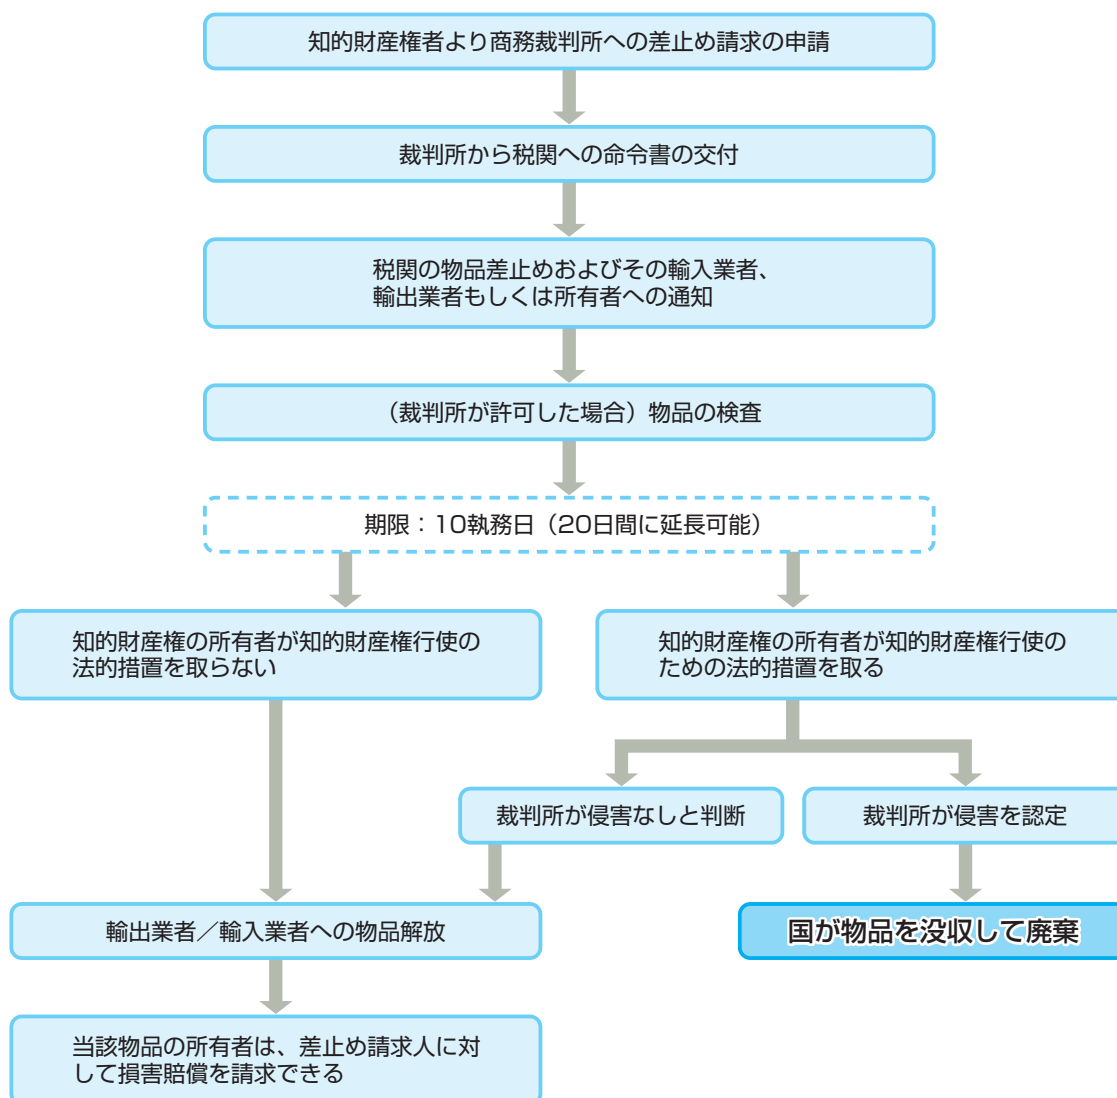 知的財産権者より商務裁判所への差止め請求の申請
裁判所から税関への命令書の交付
税関の物品差止めおよびその輸入業者、
輸出業者もしくは所有者への通知
（裁判所が許可した場合）物品の検査
期限：10執務日（20日間に延長可能）
知的財産権の所有者が知的財産権行使の
法的措置を取らない
知的財産権の所有者が知的財産権行使の
ための法的措置を取る
裁判所が侵害なしと判断
裁判所が侵害を認定
輸出業者／輸入業者への物品解放
国が物品を没収して廃棄
当該物品の所有者は、差止め請求人に対
して損害賠償を請求できる